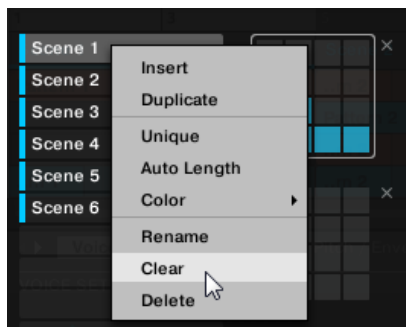 Scene 1
Scene 2
Scene 3
Scene 4
Scene 5
Scene 6
Insert
Duplicate
Unique
Auto Length
Color
Rename
Clear
Delete